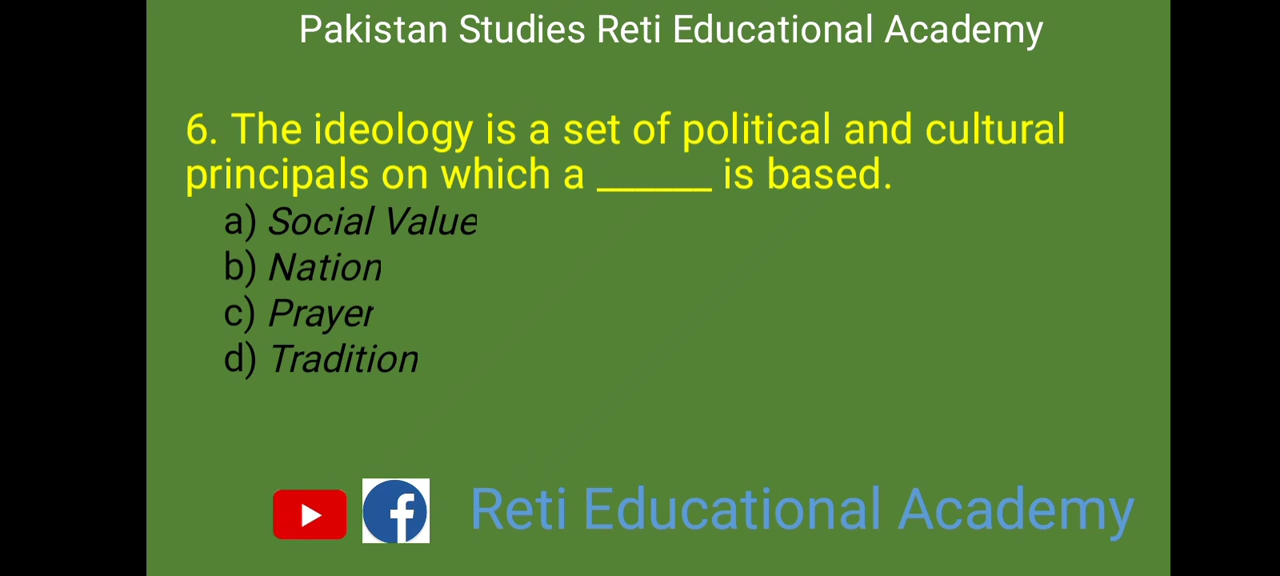 Pakistan Studies Reti Educational Academy
6. The ideology is a set of political and cultural
principals on which a ______ is based.
a) Social Value
b) Nation
c) Prayer
d) Tradition
Reti Educational Academy